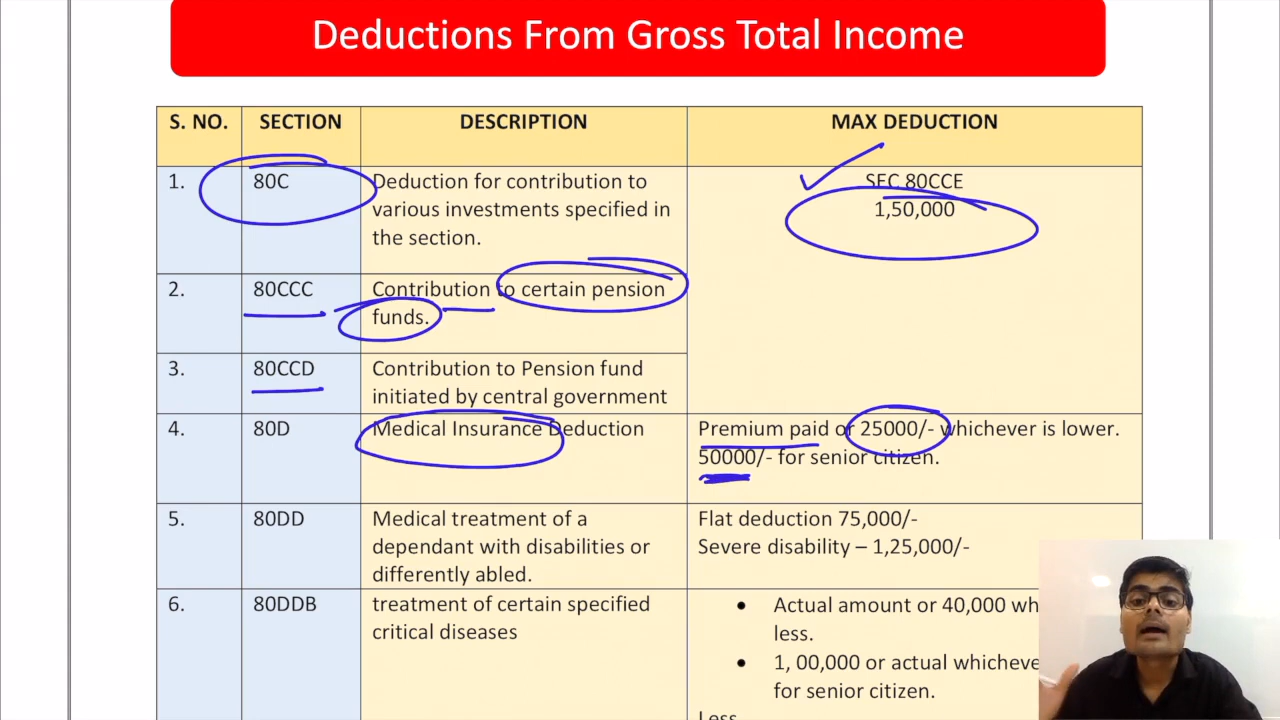 Deductions From Gross Total Income
S. NO. SECTION DESCRIPTION MAX DEDUCTION
1. 80C Deduction for contribution to
various investments specified in
the section.
SEC 80CCE
1,50,000
2. 80CCC Contribution to certain pension
funds.
3. 80CCD Contribution to Pension fund
initiated by central government
4. 80D Medical Insurance Deduction
Premium paid or 25000/- whichever is lower.
50000/- for senior citizen.
5. 80DD Medical treatment of a
dependant with disabilities or
differently abled.
Flat deduction 75,000/-
Severe disability – 1,25,000/-
6. 80DDB treatment of certain specified
critical diseases
• Actual amount or 40,000 wh
less.
• 1, 00,000 or actual whicheve
for senior citizen.
Less